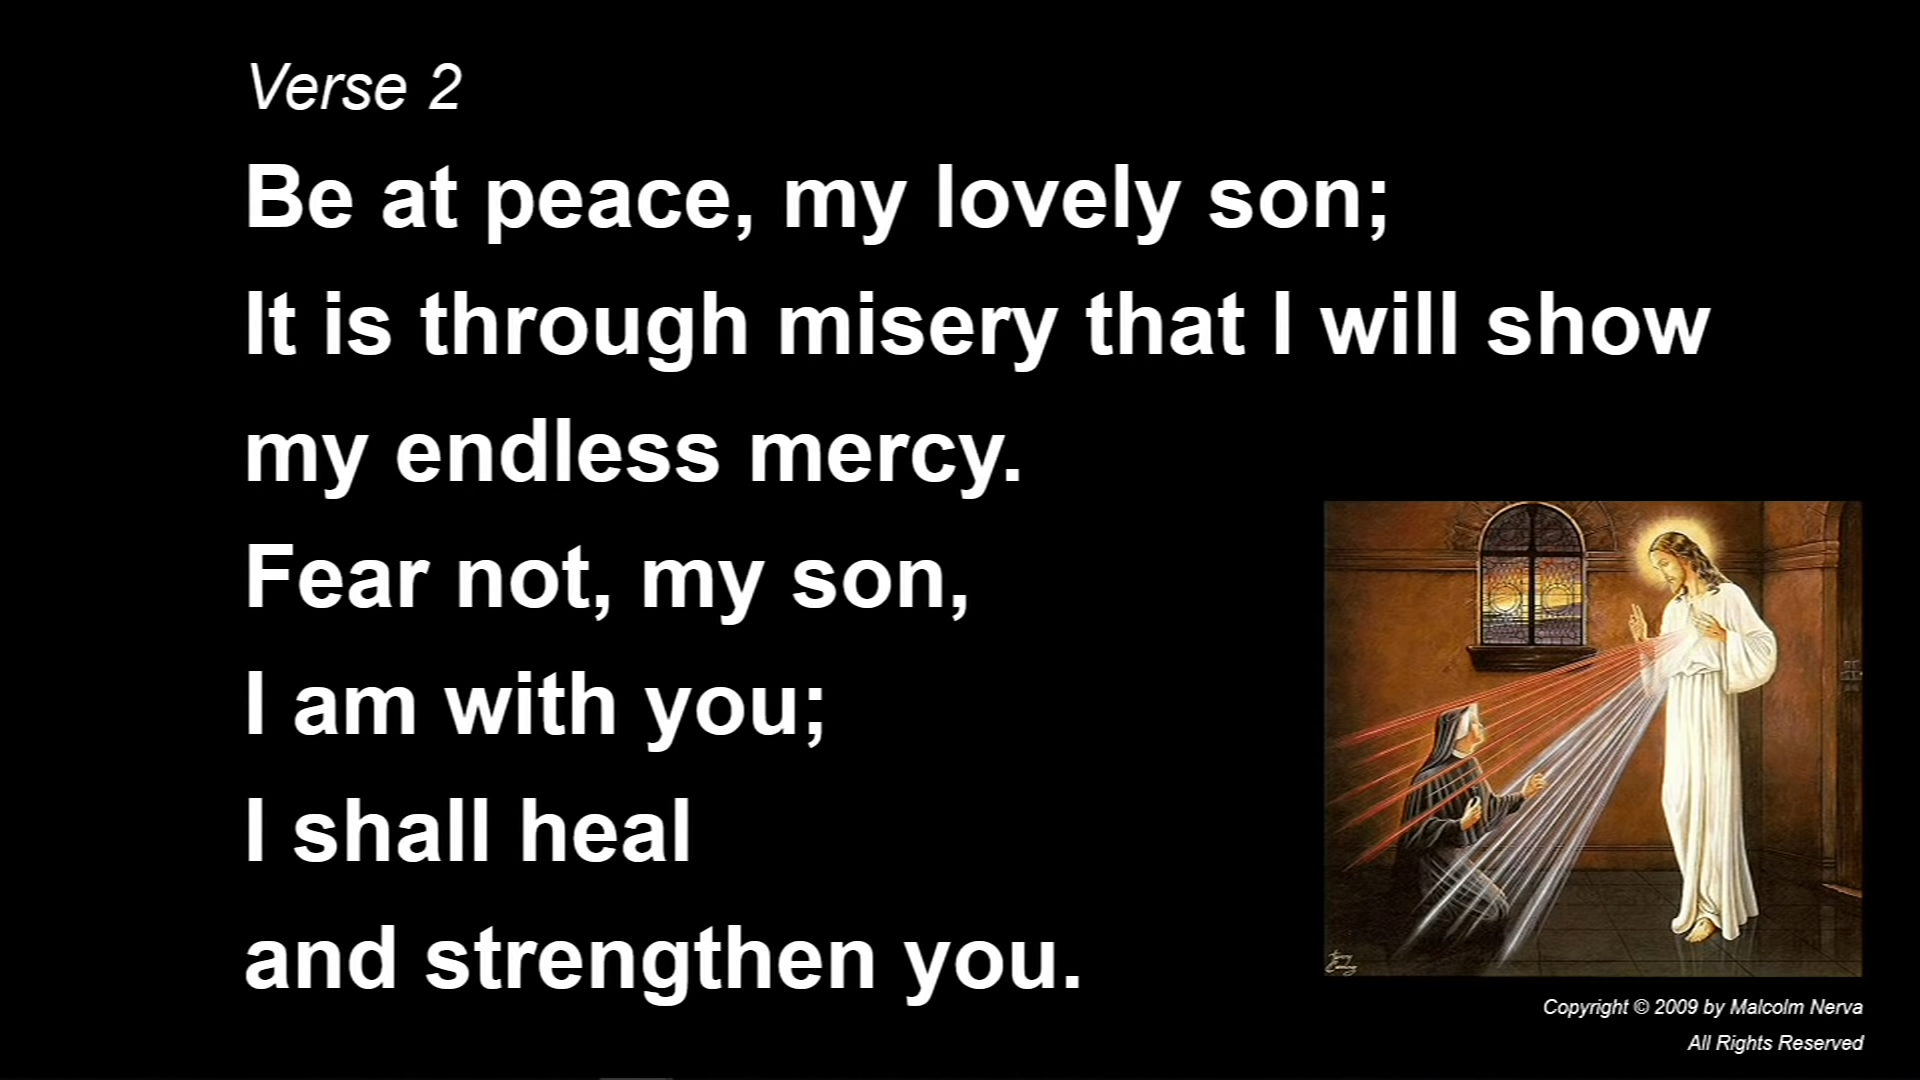 Verse 2
Be at peace, my lovely son;
It is through misery that I will show
my endless mercy.
Fear not, my son,
I am with you;
I shall heal
and strengthen you.
Copyright © 2009 by Malcolm Nerva
All Rights Reserved